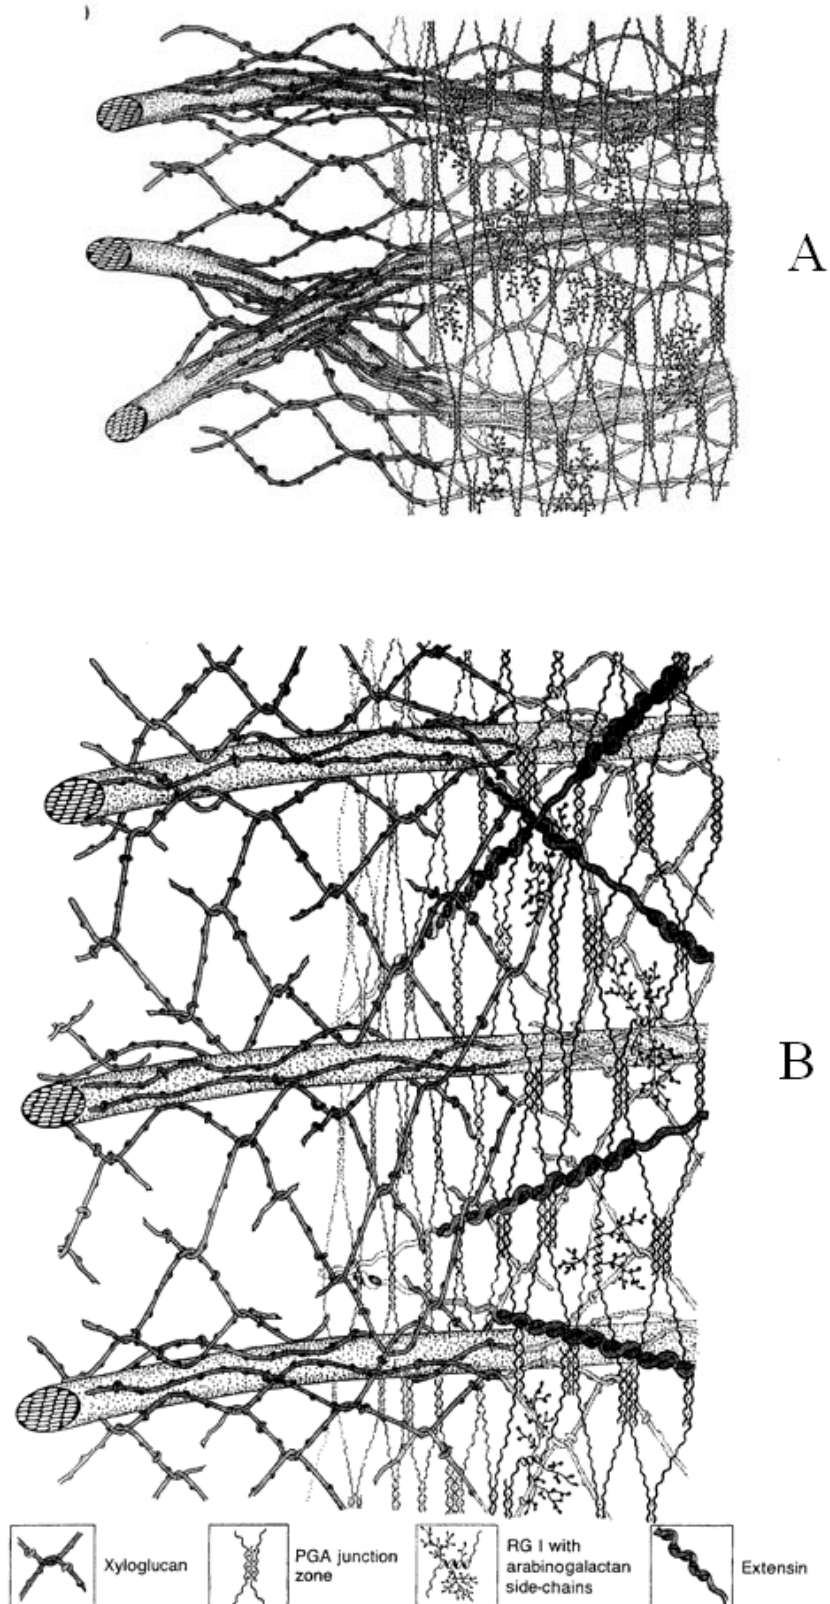 )
A
B
Xyloglucan
PGA junction
zone
RG I with
arabinogalactan
side-chains
Extensin